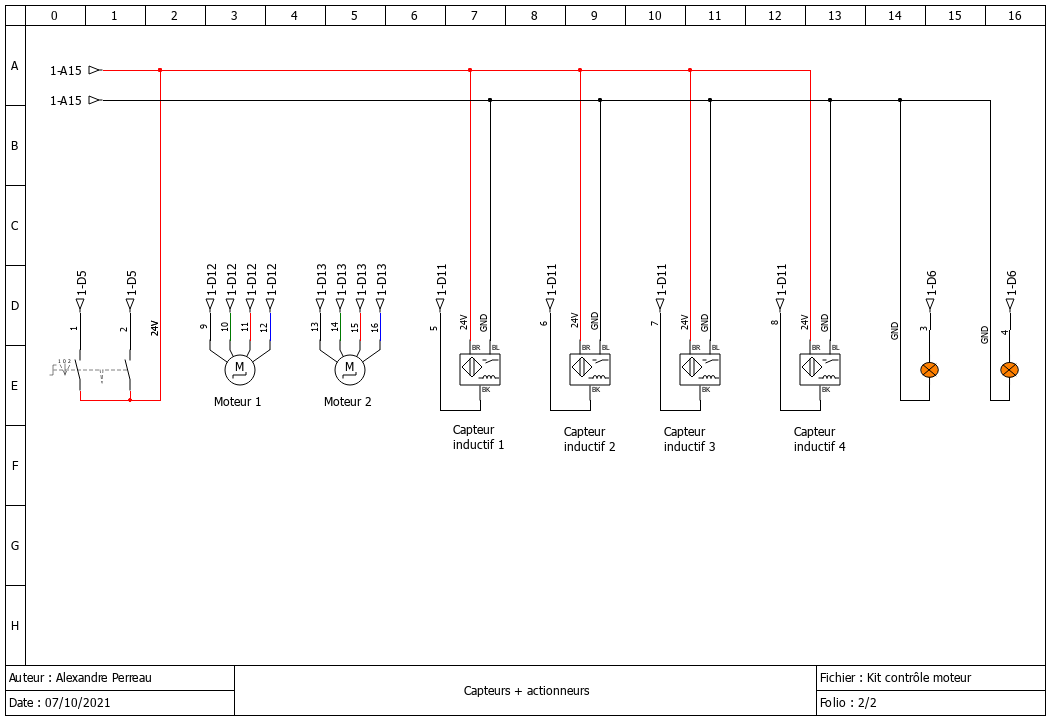 0 1 2 3 4 5 6 7 8 9 10 11 12 13 14 15 16
A
1-A15
1-A15
B
C
D
1-D5 1-D5 1-D12 1-D12 1-D12 1-D12 1-D13 1-D13 1-D13 1-D13 1-D11 1-D11 1-D11 1-D11 1-D6 1-D6
1 2 24V 9 10 11 12 13 14 15 16 5 24V GND 6 24V GND 7 24V GND 8 24V GND GND 3 GND 4
BR BL BR BL BR BL BR BL
E
1 0 2
M M
BK BK BK BK
Moteur 1 Moteur 2
Capteur
inductif 1
Capteur
inductif 2
Capteur
inductif 3
Capteur
inductif 4
F
G
H
Auteur : Alexandre Perreau
Date : 07/10/2021
Capteurs + actionneurs
Fichier : Kit contrôle moteur
Folio : 2/2